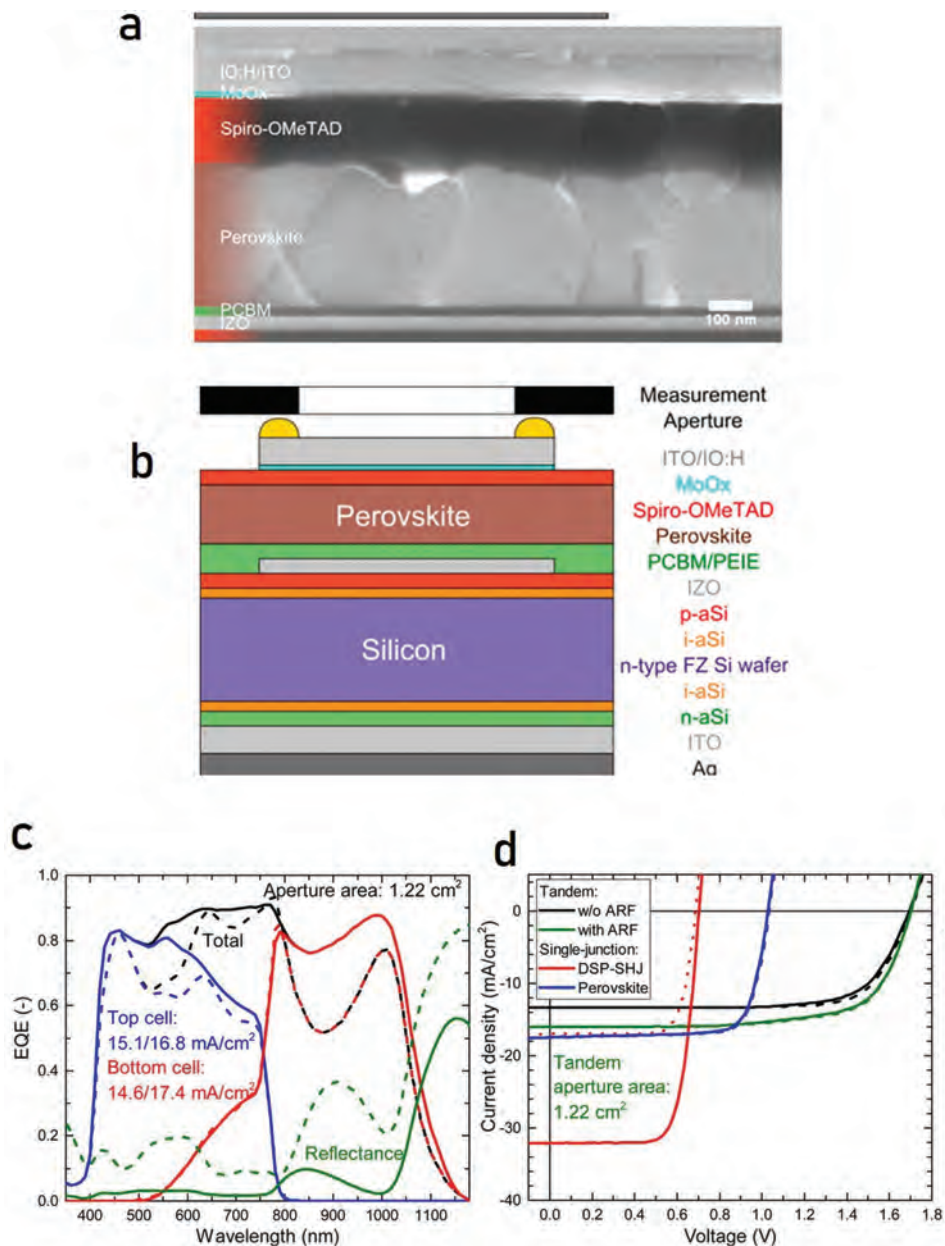 a
IO:H/ITO
MoOx
Spiro-OMeTAD
Perovskite
PCBM
IZO
100 nm
b
Measurement
Aperture
ITO/IO:H
MoOx
Spiro-OMeTAD
Perovskite
PCBM/PEIE
IZO
p-aSi
i-aSi
n-type FZ Si wafer
i-aSi
n-aSi
ITO
Ag
Perovskite
Silicon
c
Aperture area: 1.22 cm²
Total
Top cell:
15.1/16.8 mA/cm²
Bottom cell:
14.6/17.4 mA/cm²
Reflectance
EQE (-)
1.0
0.8
0.6
0.4
0.2
0.0
400 500 600 700 800 900 1000 1100
Wavelength (nm)
d
Tandem:
w/o ARF
with ARF
Single-junction:
DSP-SHJ
Perovskite
Tandem
aperture area:
1.22 cm²
Current density (mA/cm²)
0
-10
-20
-30
-40
0.0 0.2 0.4 0.6 0.8 1.0 1.2 1.4 1.6 1.8
Voltage (V)